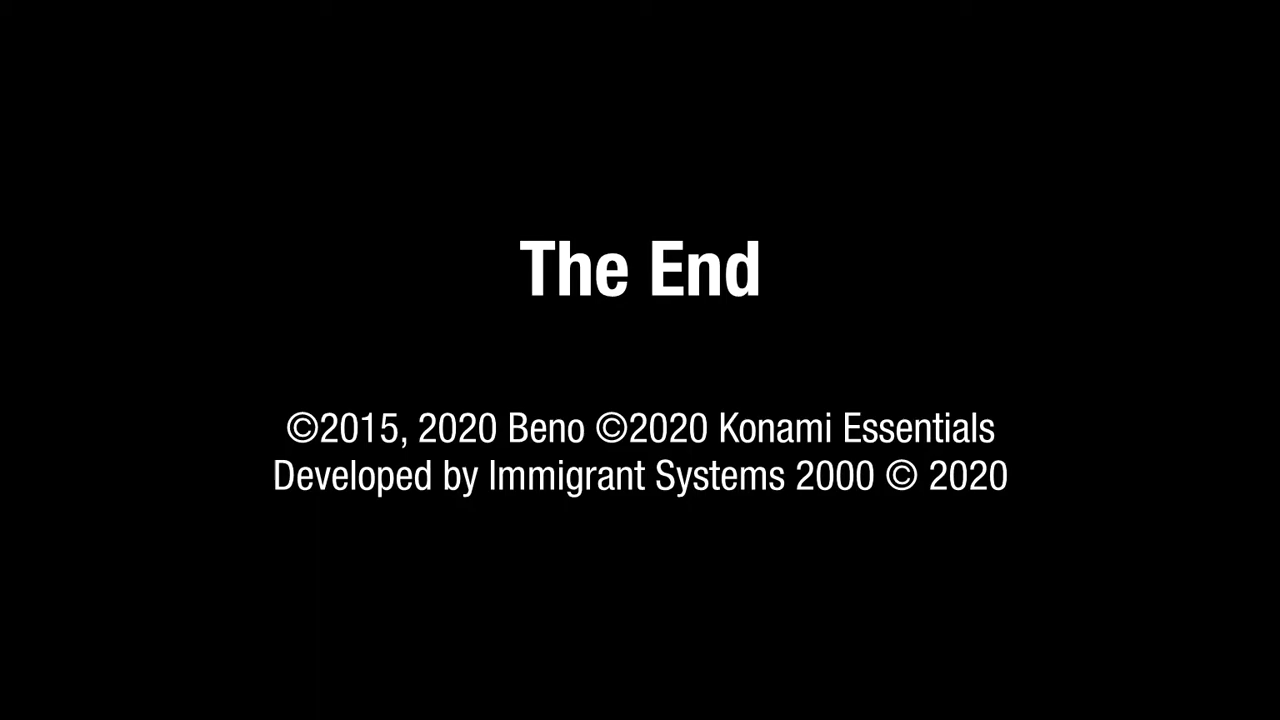 The End
©2015, 2020 Beno ©2020 Konami Essentials
Developed by Immigrant Systems 2000 © 2020